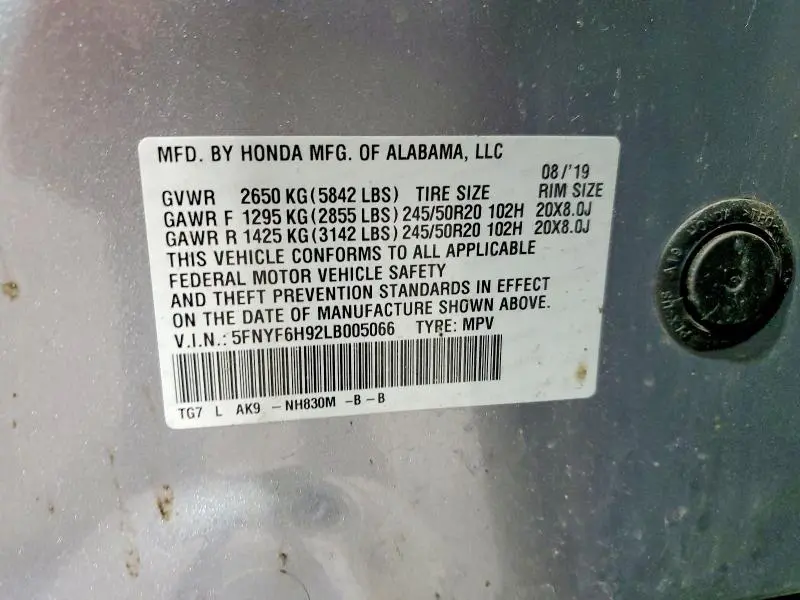 MFD. BY HONDA MFG. OF ALABAMA, LLC
08/'19
GVWR 2650 KG(5842 LBS) TIRE SIZE RIM SIZE
GAWR F 1295 KG(2855 LBS)245/50R20 102H 20X8.0J
GAWR R 1425 KG(3142 LBS)245/50R20 102H 20X8.0J
THIS VEHICLE CONFORMS TO ALL APPLICABLE
FEDERAL MOTOR VEHICLE SAFETY
AND THEFT PREVENTION STANDARDS IN EFFECT
ON THE DATE OF MANUFACTURE SHOWN ABOVE.
V.I.N.: 5FNYF6H92LB005066 TYPE: MPV
TG7 L AK9 -NH830M -B-B